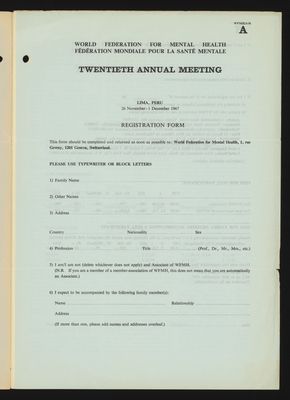 A
WORLD FEDERATION FOR MENTAL HEALTH
FÉDÉRATION MONDIALE POUR LA SANTÉ MENTALE
TWENTIETH ANNUAL MEETING
LIMA, PERU
26 November - 1 December 1967
REGISTRATION FORM
This form should be completed and returned as soon as possible to: World Federation for Mental Health, 1, rue
Gevray, 1201 Geneva, Switzerland.
PLEASE USE TYPEWRITER OR BLOCK LETTERS
1) Family Name
2) Other Names
3) Address
Country Nationality Sex
4) Profession Title (Prof., Dr., Mr., Mrs., etc.)
5) I am/I am not (delete whichever does not apply) and Associate of WFMH.
(N.B. If you are a member of a member-association of WFMH, this does not mean that you are automatically
an Associate.)
6) I expect to be accompanied by the following family member(s):
Name Relationship
Address
(If more than one, please add names and addresses overleaf.)